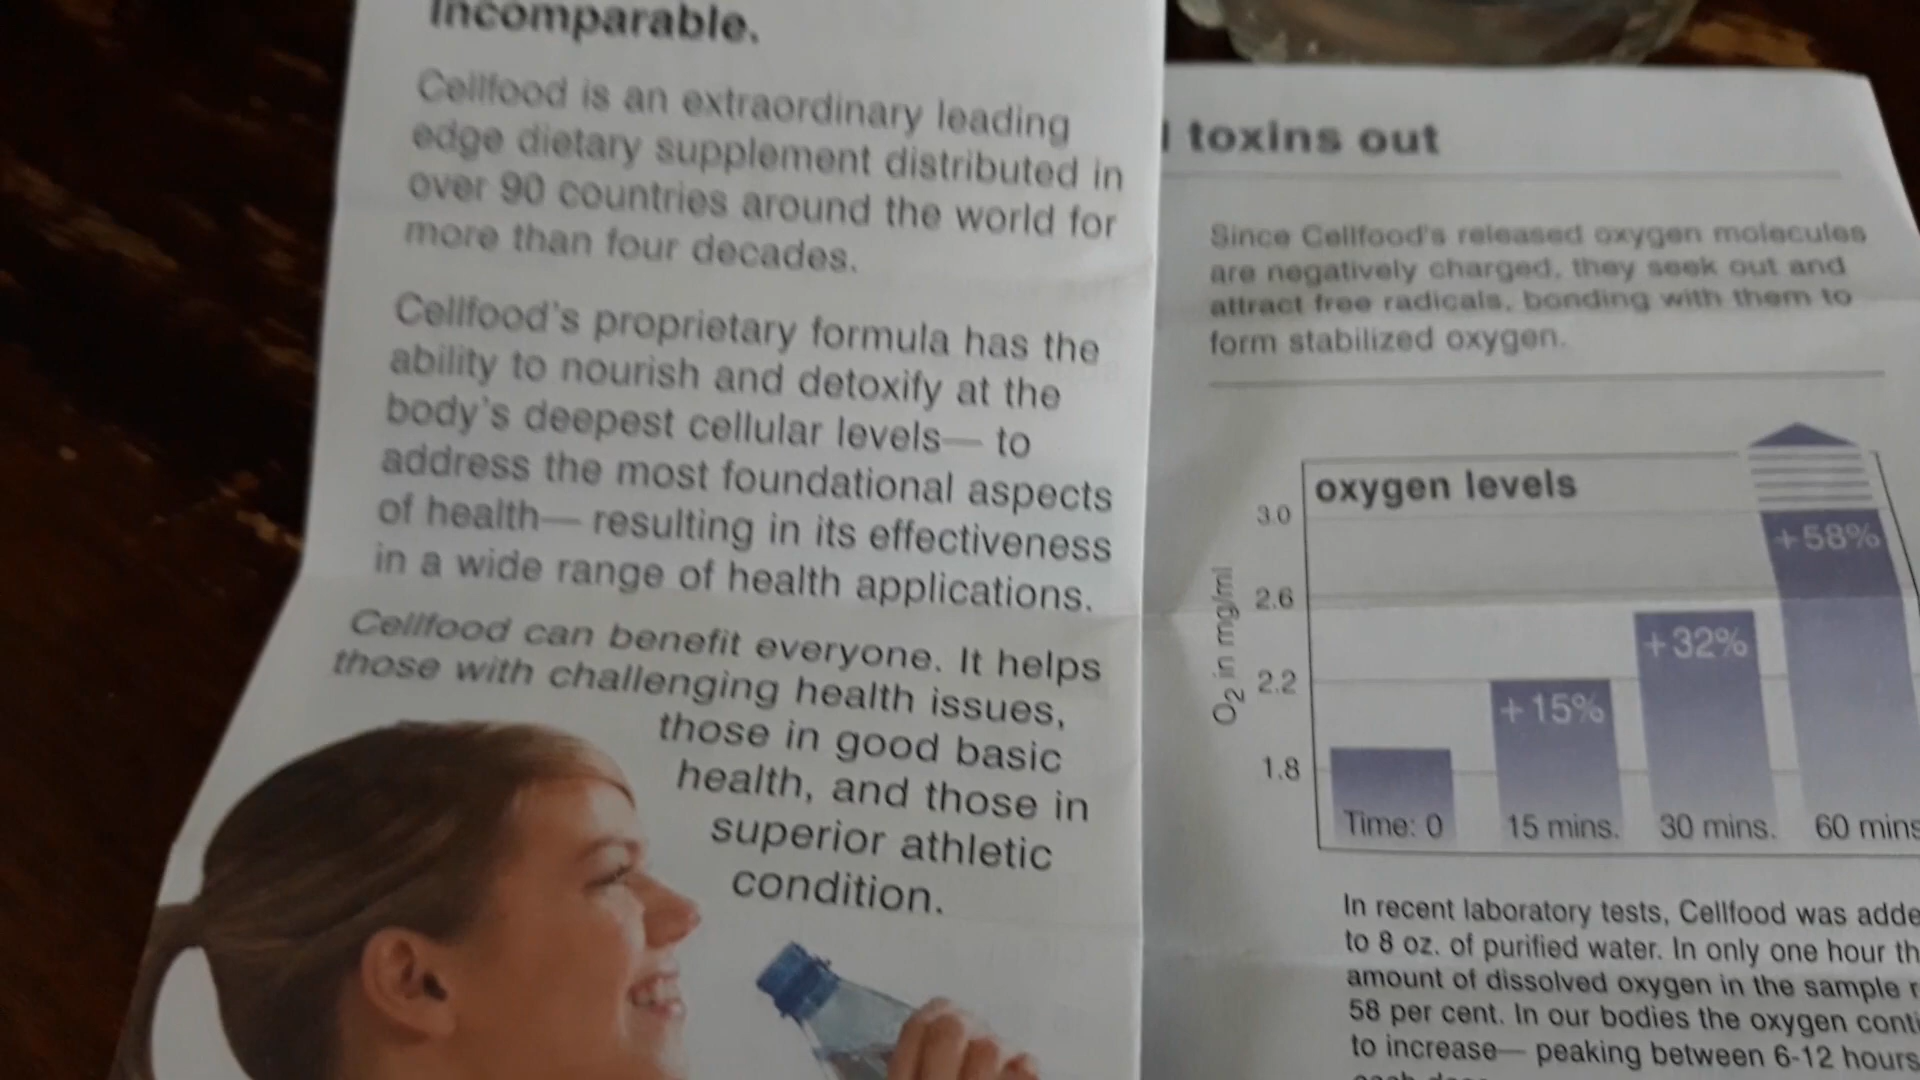 Incomparable.
Cellfood is an extraordinary leading
edge dietary supplement distributed in
over 90 countries around the world for
more than four decades.
Cellfood's proprietary formula has the
ability to nourish and detoxify at the
body's deepest cellular levels— to
address the most foundational aspects
of health— resulting in its effectiveness
in a wide range of health applications.
Cellfood can benefit everyone. It helps
those with challenging health issues,
those in good basic
health, and those in
superior athletic
condition.
toxins out
Since Cellfood's released oxygen molecules
are negatively charged, they seek out and
attract free radicals, bonding with them to
form stabilized oxygen.
oxygen levels
O2 in mg/ml
3.0
2.6
2.2
1.8
+15%
+32%
+58%
Time: 0
15 mins.
30 mins.
60 mins
In recent laboratory tests, Cellfood was adde
to 8 oz. of purified water. In only one hour th
amount of dissolved oxygen in the sample r
58 per cent. In our bodies the oxygen conti
to increase— peaking between 6-12 hours